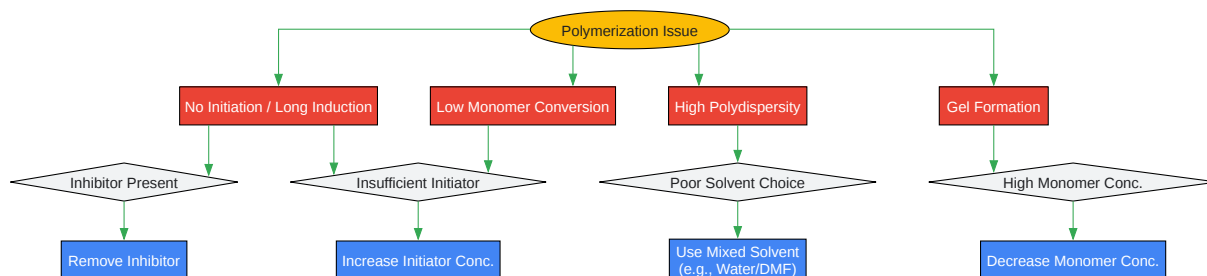 Polymerization Issue
No Initiation / Long Induction
Low Monomer Conversion
High Polydispersity
Gel Formation
Inhibitor Present
Insufficient Initiator
Poor Solvent Choice
High Monomer Conc.
Remove Inhibitor
Increase Initiator Conc.
Use Mixed Solvent
(e.g., Water/DMF)
Decrease Monomer Conc.